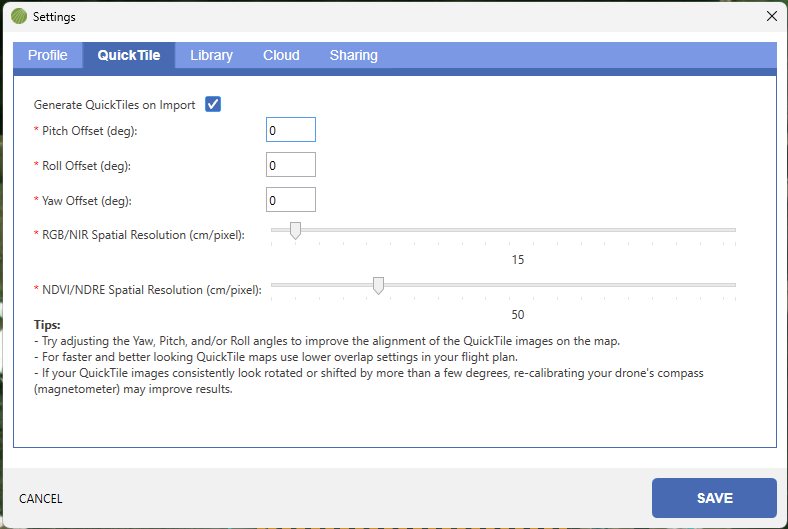 Settings
Profile QuickTile Library Cloud Sharing
Generate QuickTiles on Import
* Pitch Offset (deg): 0
* Roll Offset (deg): 0
* Yaw Offset (deg): 0
* RGB/NIR Spatial Resolution (cm/pixel):
15
* NDVI/NDRE Spatial Resolution (cm/pixel):
50
Tips:
- Try adjusting the Yaw, Pitch, and/or Roll angles to improve the alignment of the QuickTile images on the map.
- For faster and better looking QuickTile maps use lower overlap settings in your flight plan.
- If your QuickTile images consistently look rotated or shifted by more than a few degrees, re-calibrating your drone's compass
(magnetometer) may improve results.
CANCEL SAVE